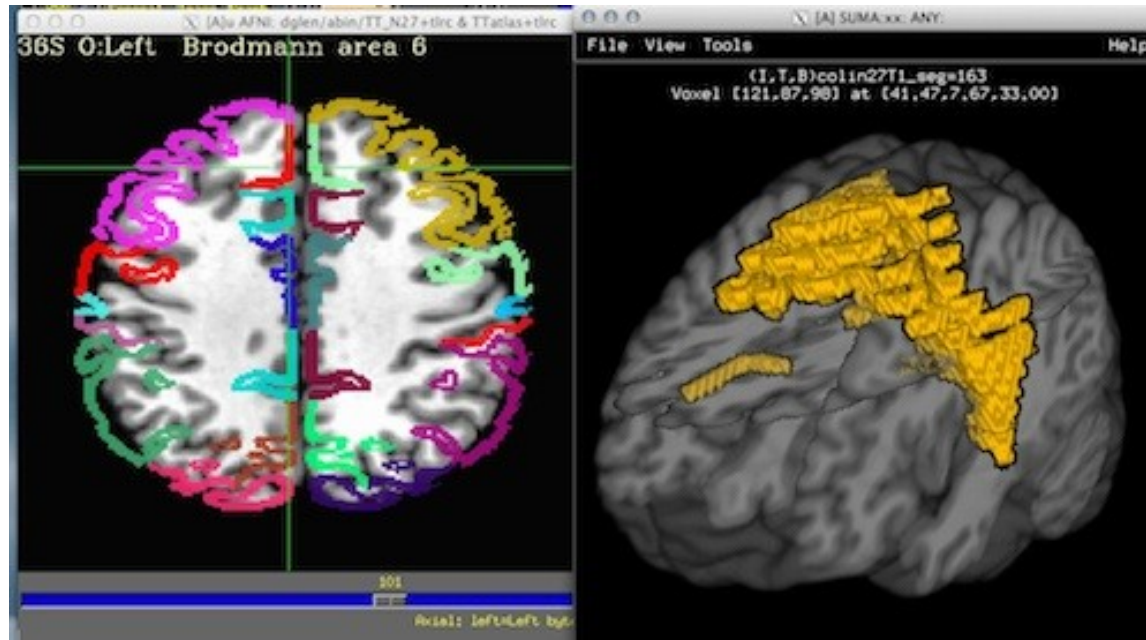 [A]u AFNI: dglen/abin/TT_N27+tlrc & TTatlas+tlrc
36S O:Left Brodmann area 6
101
Axial: left=Left
[A] SUMA:xx: ANY:
File View Tools Help
(I,T,B)colin27T1_seg=163
Voxel [121,87,98] at [41.47,7.67,33.00]